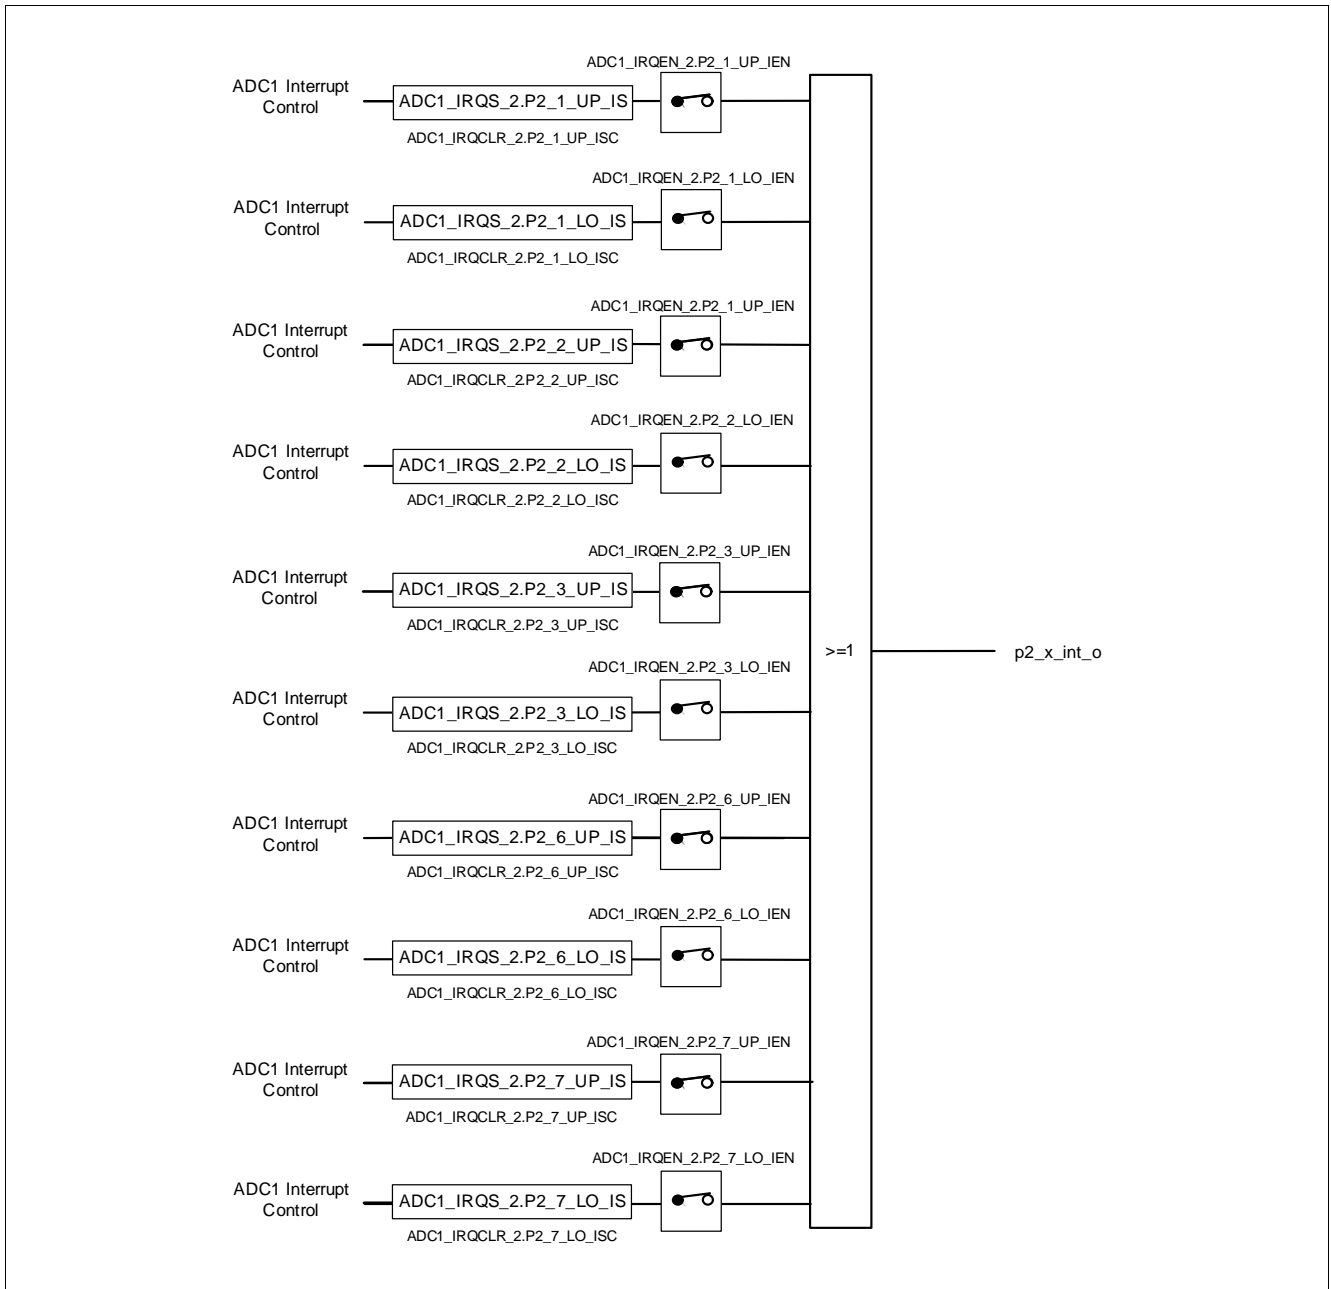 ADC1_IRQEN_2.P2_1_UP_IEN
ADC1 Interrupt
Control
ADC1_IRQS_2.P2_1_UP_IS
ADC1_IRQCLR_2.P2_1_UP_ISC
ADC1_IRQEN_2.P2_1_LO_IEN
ADC1 Interrupt
Control
ADC1_IRQS_2.P2_1_LO_IS
ADC1_IRQCLR_2.P2_1_LO_ISC
ADC1_IRQEN_2.P2_1_UP_IEN
ADC1 Interrupt
Control
ADC1_IRQS_2.P2_2_UP_IS
ADC1_IRQCLR_2.P2_2_UP_ISC
ADC1_IRQEN_2.P2_2_LO_IEN
ADC1 Interrupt
Control
ADC1_IRQS_2.P2_2_LO_IS
ADC1_IRQCLR_2.P2_2_LO_ISC
ADC1_IRQEN_2.P2_3_UP_IEN
ADC1 Interrupt
Control
ADC1_IRQS_2.P2_3_UP_IS
ADC1_IRQCLR_2.P2_3_UP_ISC
>=1
p2_x_int_o
ADC1_IRQEN_2.P2_3_LO_IEN
ADC1 Interrupt
Control
ADC1_IRQS_2.P2_3_LO_IS
ADC1_IRQCLR_2.P2_3_LO_ISC
ADC1_IRQEN_2.P2_6_UP_IEN
ADC1 Interrupt
Control
ADC1_IRQS_2.P2_6_UP_IS
ADC1_IRQCLR_2.P2_6_UP_ISC
ADC1_IRQEN_2.P2_6_LO_IEN
ADC1 Interrupt
Control
ADC1_IRQS_2.P2_6_LO_IS
ADC1_IRQCLR_2.P2_6_LO_ISC
ADC1_IRQEN_2.P2_7_UP_IEN
ADC1 Interrupt
Control
ADC1_IRQS_2.P2_7_UP_IS
ADC1_IRQCLR_2.P2_7_UP_ISC
ADC1_IRQEN_2.P2_7_LO_IEN
ADC1 Interrupt
Control
ADC1_IRQS_2.P2_7_LO_IS
ADC1_IRQCLR_2.P2_7_LO_ISC